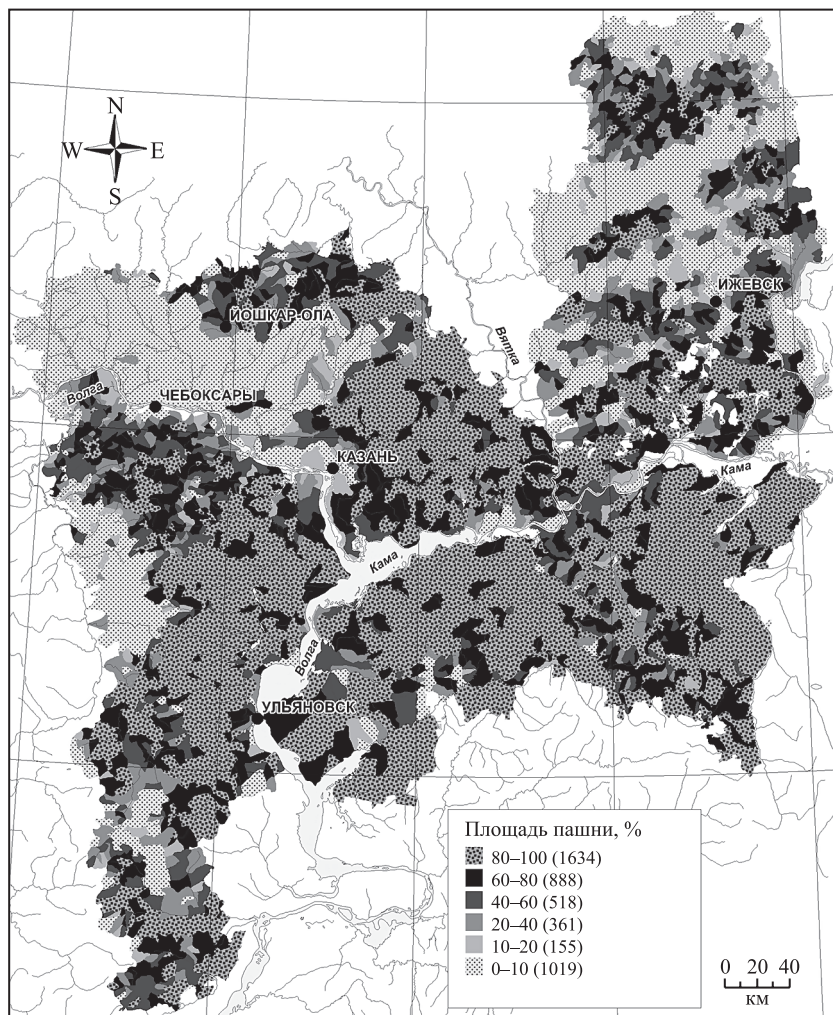 N
W E
S
ИЖЕВСК
ЙОШКАР-ОЛА
Вятка
Волга
ЧЕБОКСАРЫ
КАЗАНЬ
Кама
Кама
Волга
УЛЬЯНОВСК
Площадь пашни, %
80–100 (1634)
60–80 (888)
40–60 (518)
20–40 (361)
10–20 (155)
0–10 (1019)
0 20 40
км